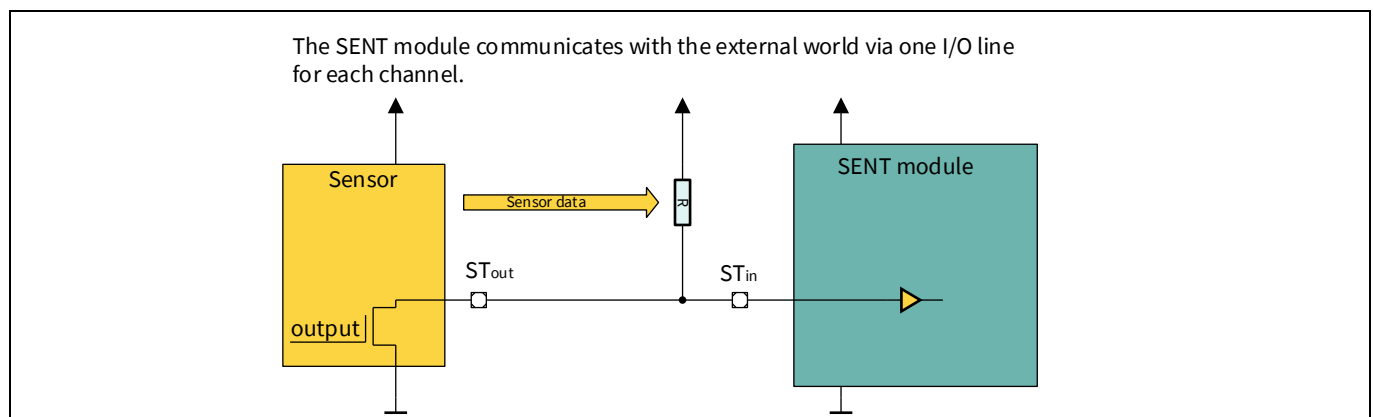 The SENT module communicates with the external world via one I/O line
for each channel.
Sensor
SENT module
Sensor data
R
STout
STin
output